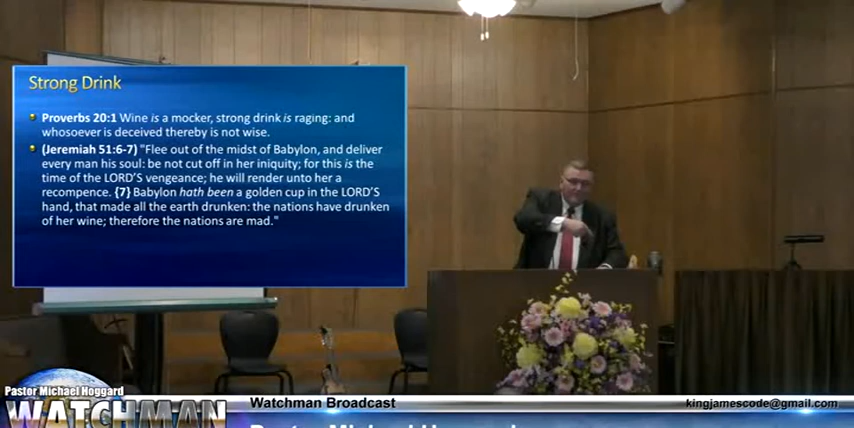 Strong Drink
Proverbs 20:1 Wine is a mocker, strong drink is raging: and
whosoever is deceived thereby is not wise.
(Jeremiah 51:6-7) "Flee out of the midst of Babylon, and deliver
every man his soul: be not cut off in her iniquity; for this is the
time of the LORD'S vengeance; he will render unto her a
recompence. {7} Babylon hath been a golden cup in the LORD'S
hand, that made all the earth drunken: the nations have drunken
of her wine; therefore the nations are mad."
Pastor Michael Hoggard
WATCHMAN
Watchman Broadcast
kingjamescode@gmail.com
Pastor Michael Hoggard